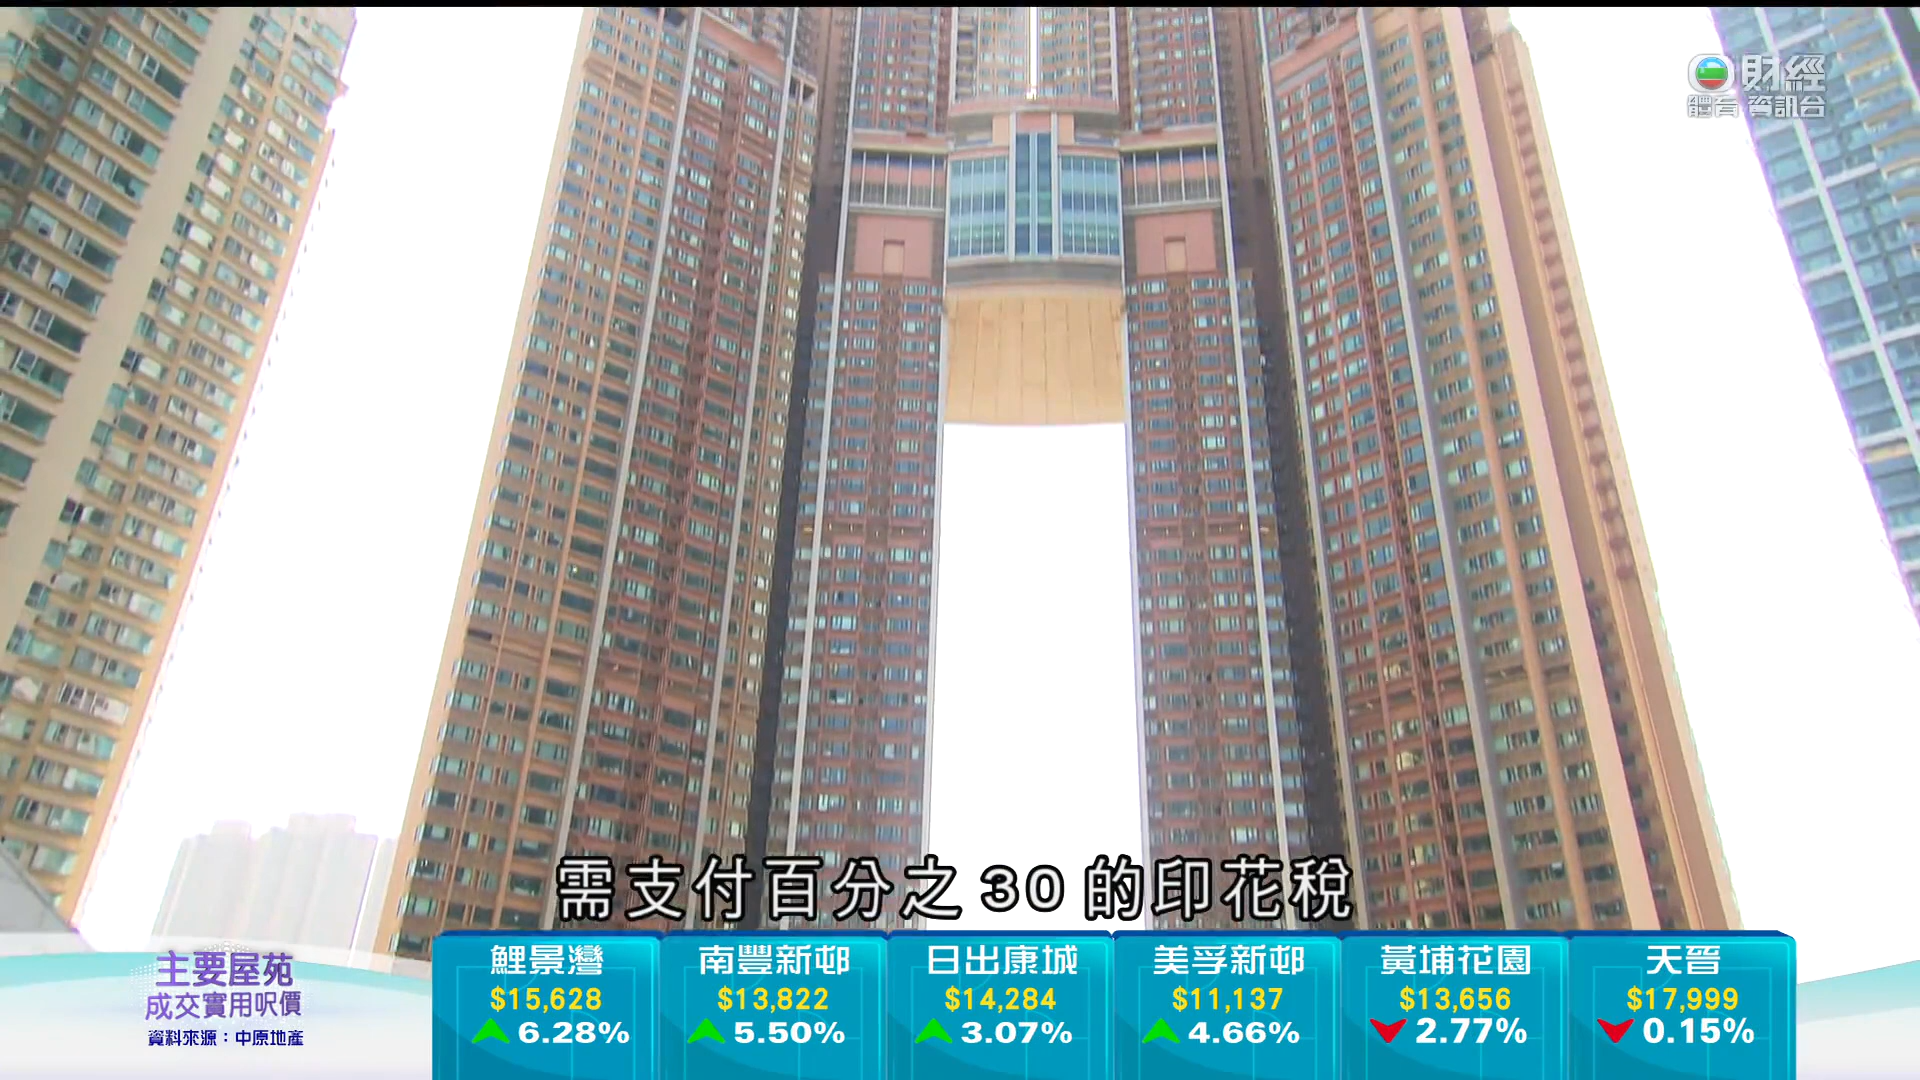 財經
體育 資訊台
需支付百分之30的印花稅
主要屋苑
成交實用呎價
資料來源：中原地產
鯉景灣
$15,628
6.28%
南豐新邨
$13,822
5.50%
日出康城
$14,284
3.07%
美孚新邨
$11,137
4.66%
黃埔花園
$13,656
2.77%
天晉
$17,999
0.15%